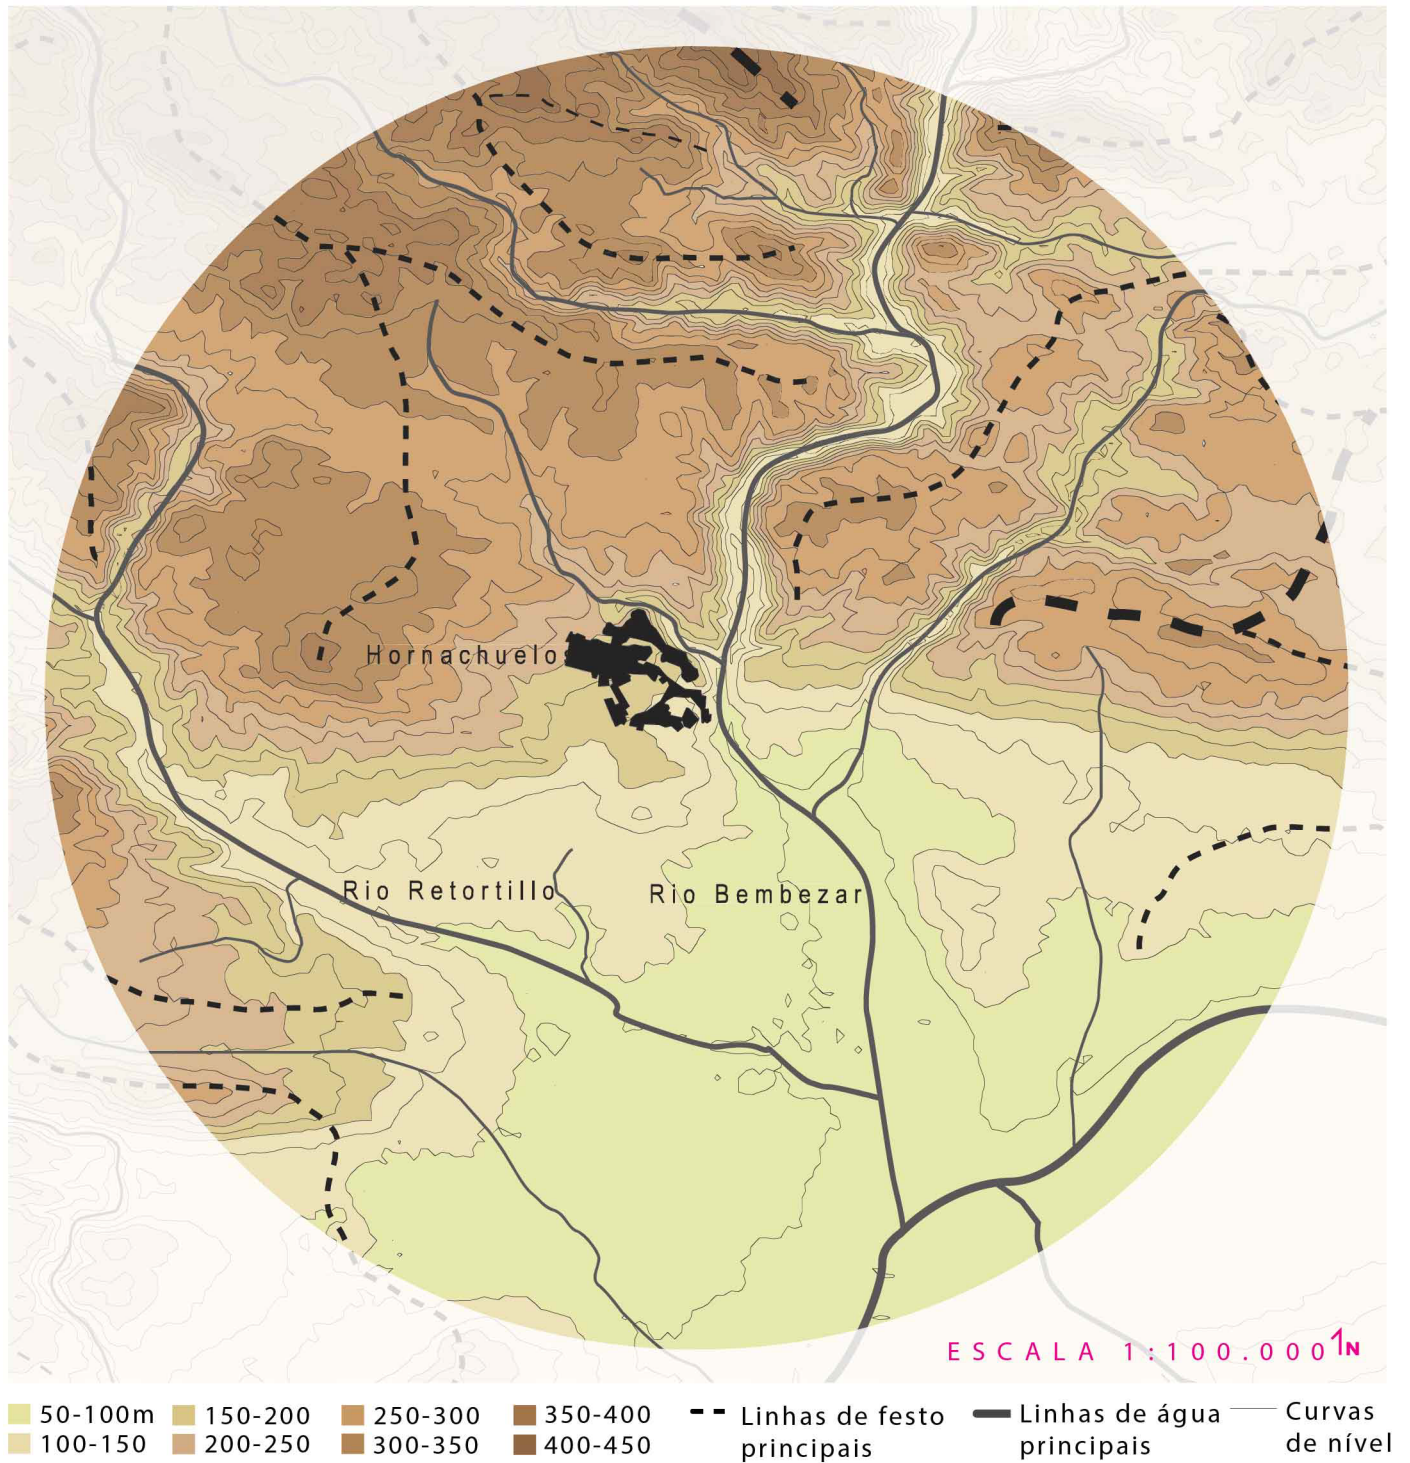 Hornachuelos
Rio Retortillo
Rio Bembezar
ESCALA 1:100.000 N
50-100m
100-150
150-200
200-250
250-300
300-350
350-400
400-450
Linhas de festo
principais
Linhas de água
principais
Curvas
de nível